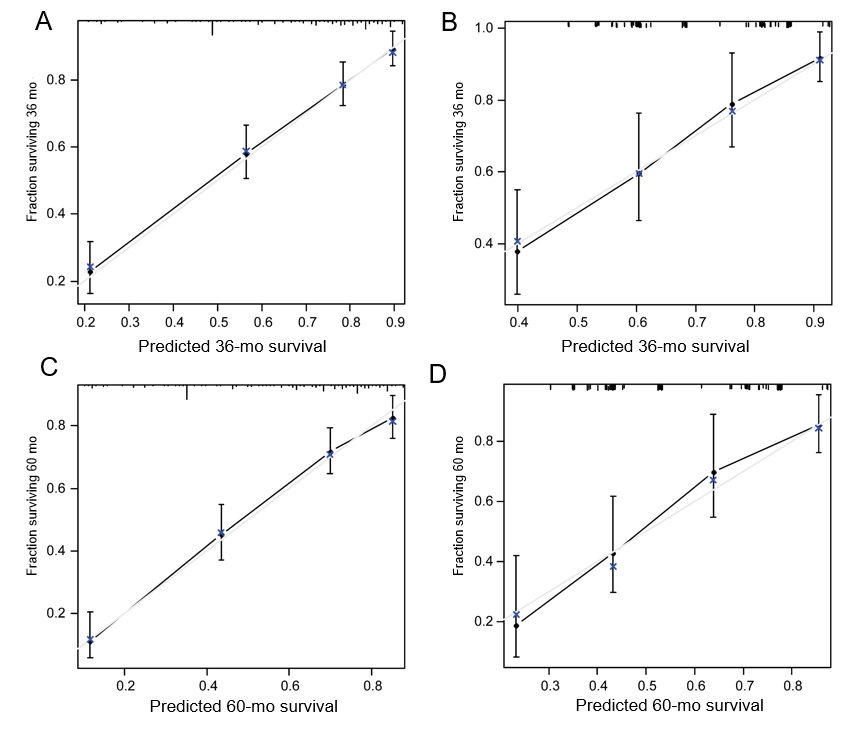 A
Fraction surviving 36 mo
0.8
0.6
0.4
0.2
0.2 0.3 0.4 0.5 0.6 0.7 0.8 0.9
Predicted 36-mo survival
B
Fraction surviving 36 mo
1.0
0.8
0.6
0.4
0.4 0.5 0.6 0.7 0.8 0.9
Predicted 36-mo survival
C
Fraction surviving 60 mo
0.8
0.6
0.4
0.2
0.2 0.4 0.6 0.8
Predicted 60-mo survival
D
Fraction surviving 60 mo
0.8
0.6
0.4
0.2
0.3 0.4 0.5 0.6 0.7 0.8
Predicted 60-mo survival